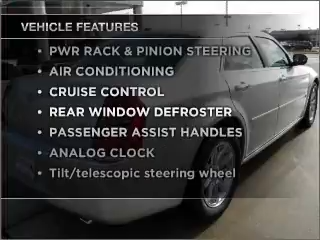 VEHICLE FEATURES
• PWR RACK & PINION STEERING
• AIR CONDITIONING
• CRUISE CONTROL
• REAR WINDOW DEFROSTER
• PASSENGER ASSIST HANDLES
• ANALOG CLOCK
• Tilt/telescopic steering wheel